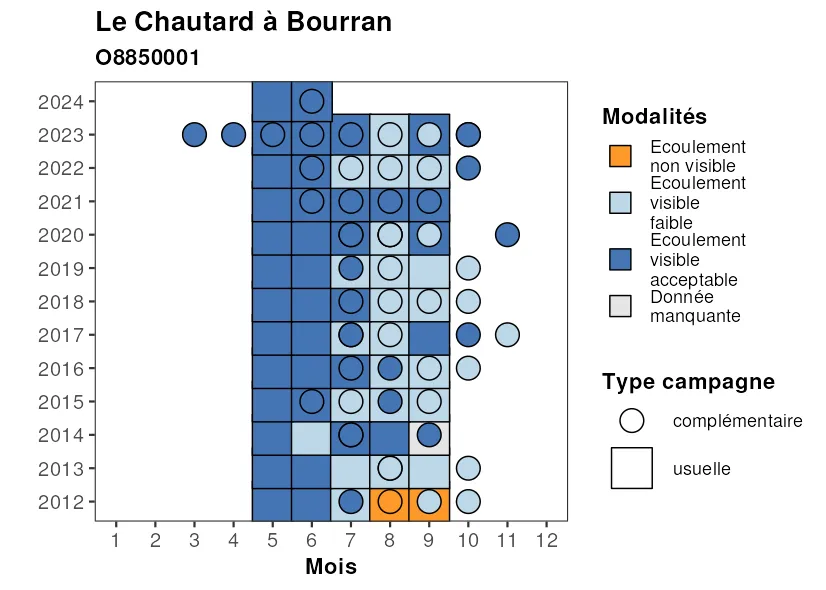 Le Chautard à Bourran
O8850001
2024
2023
2022
2021
2020
2019
2018
2017
2016
2015
2014
2013
2012
1 2 3 4 5 6 7 8 9 10 11 12
Mois
Modalités
Ecoulement
non visible
Ecoulement
visible
faible
Ecoulement
visible
acceptable
Donnée
manquante
Type campagne
complémentaire
usuelle